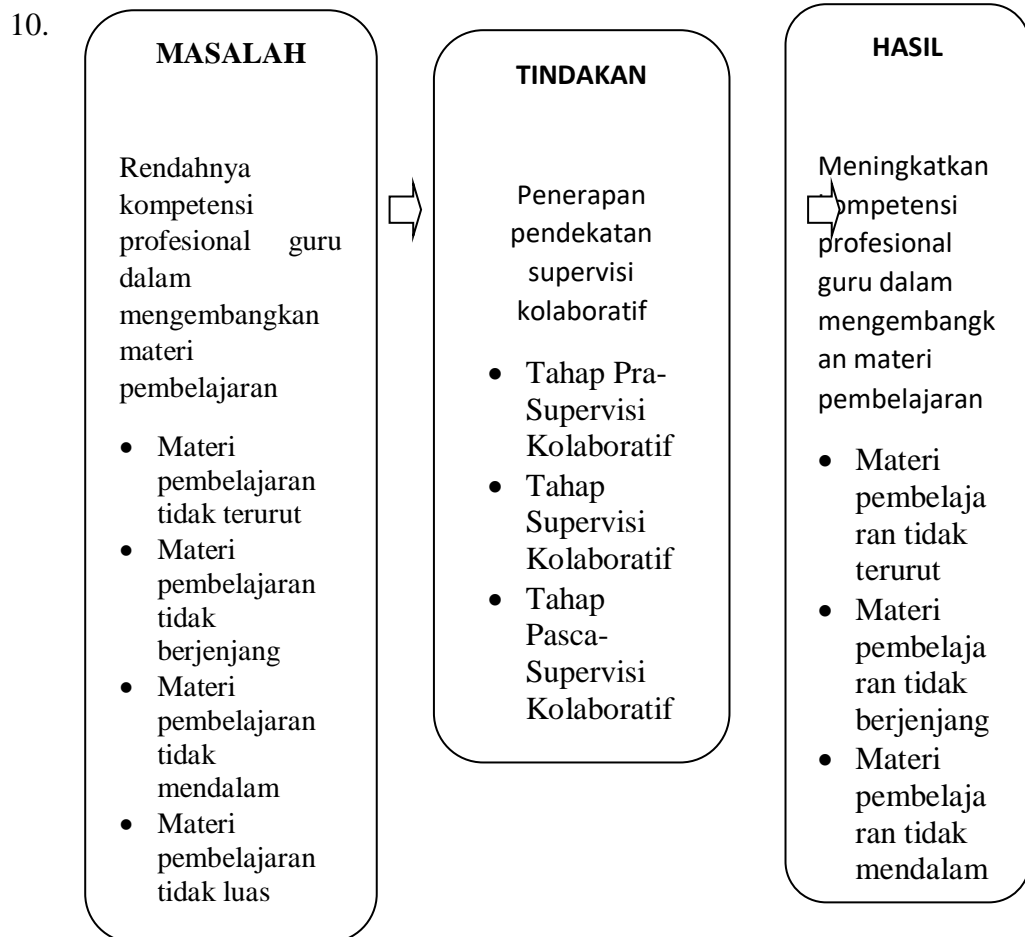 10.
MASALAH
Rendahnya
kompetensi
profesional guru
dalam
mengembangkan
materi
pembelajaran
• Materi
pembelajaran
tidak terurut
• Materi
pembelajaran
tidak
berjenjang
• Materi
pembelajaran
tidak
mendalam
• Materi
pembelajaran
tidak luas
TINDAKAN
Penerapan
pendekatan
supervisi
kolaboratif
• Tahap Pra-
Supervisi
Kolaboratif
• Tahap
Supervisi
Kolaboratif
• Tahap
Pasca-
Supervisi
Kolaboratif
HASIL
Meningkatkan
kompetensi
profesional
guru dalam
mengembangk
an materi
pembelajaran
• Materi
pembelaja
ran tidak
terurut
• Materi
pembelaja
ran tidak
berjenjang
• Materi
pembelaja
ran tidak
mendalam